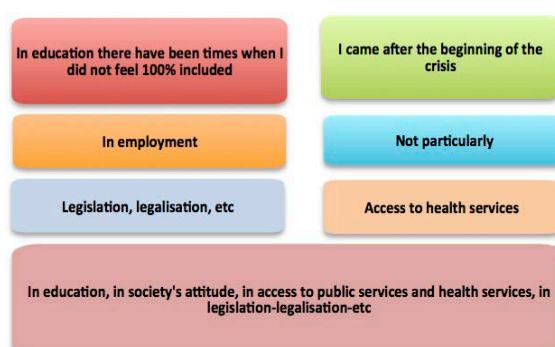 In education there have been times when I
did not feel 100% included
I came after the beginning of the
crisis
In employment
Not particularly
Legislation, legalisation, etc
Access to health services
In education, in society's attitude, in access to public services and health services, in
legislation-legalisation-etc